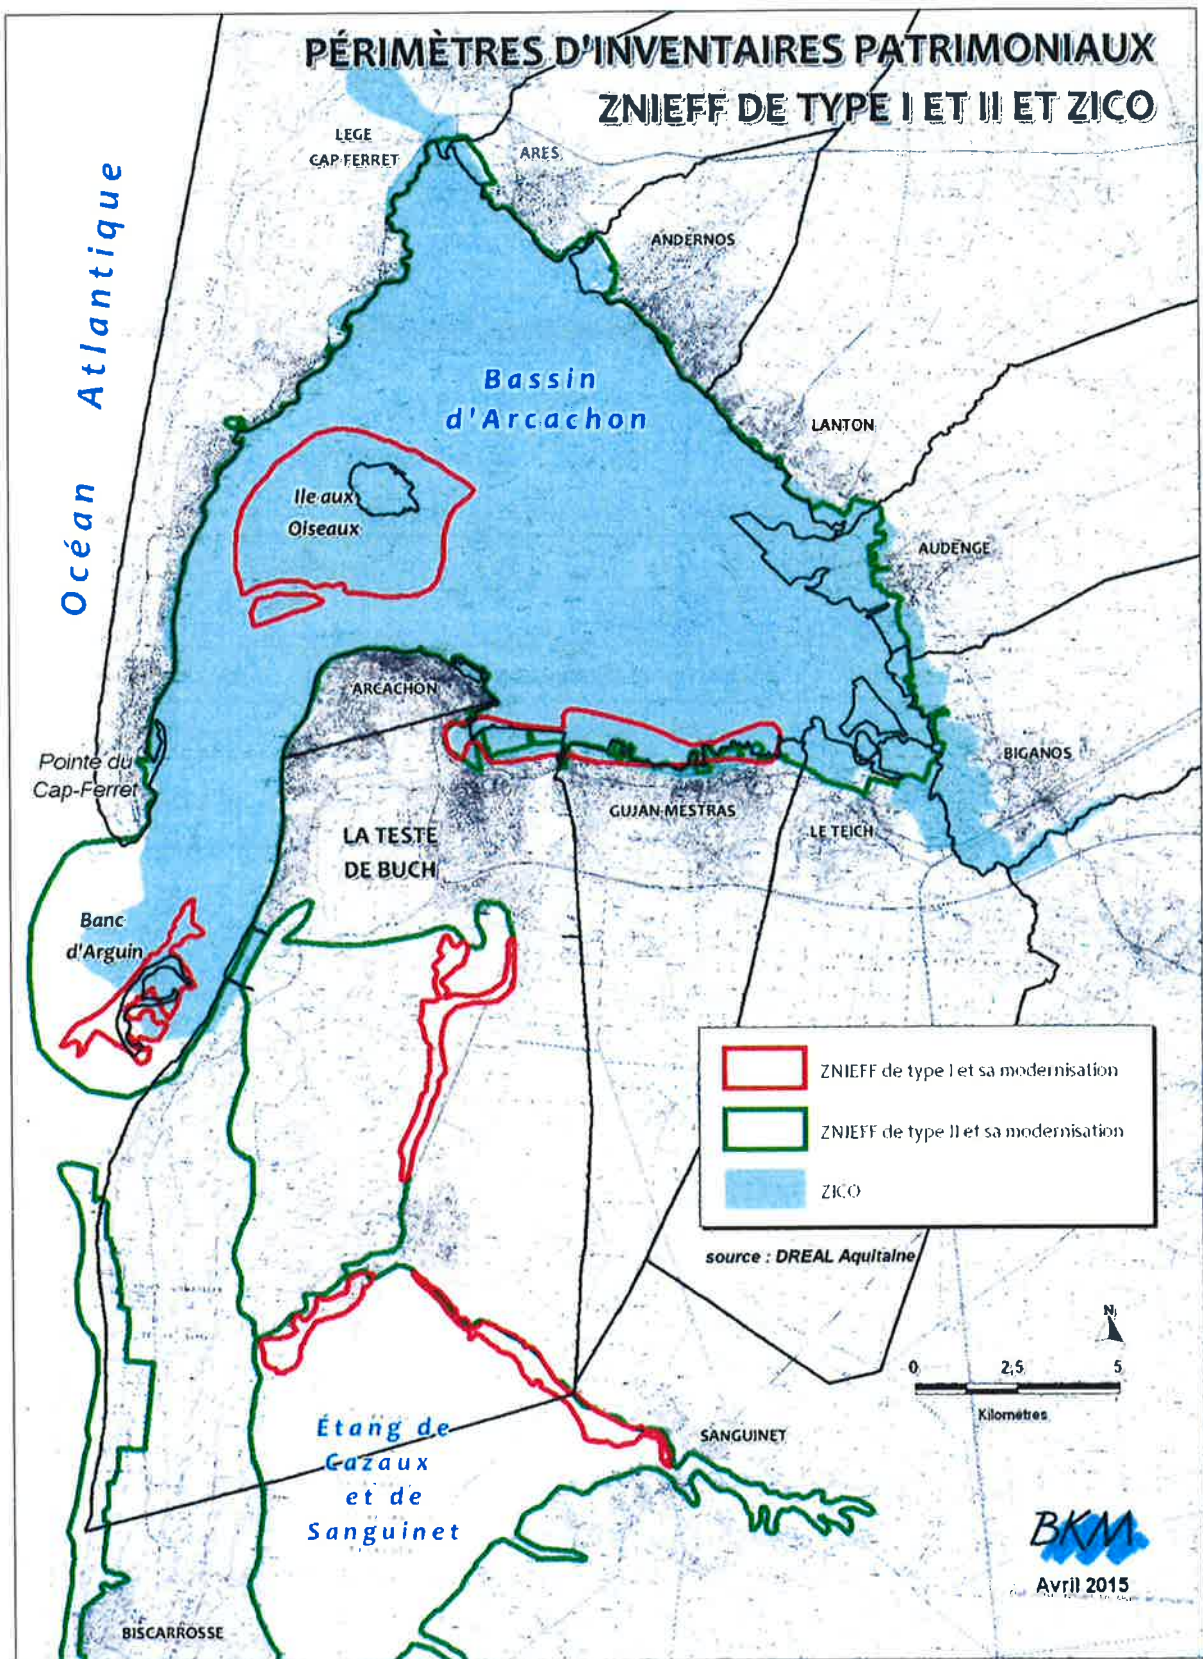 PÉRIMÈTRES D'INVENTAIRES PATRIMONIAUX
ZNIEFF DE TYPE I ET II ET ZICO
LEGE
CAP FERRET
ARES
ANDERNOS
Océan Atlantique
Bassin
d'Arcachon
LANTON
Ile aux
Oiseaux
AUDENGE
ARCACHON
Pointe du
Cap-Ferret
BIGANOS
GUJAN-MESTRAS
LE TEICH
LA TESTE
DE BUCH
Banc
d'Arguin
ZNIEFF de type I et sa modernisation
ZNIEFF de type II et sa modernisation
ZICO
source : DREAL Aquitaine
N
0 2,5 5
Kilomètres
Étang de
Cazaux
et de
Sanguinet
SANGUINET
BKM
Avril 2015
BISCARROSSE